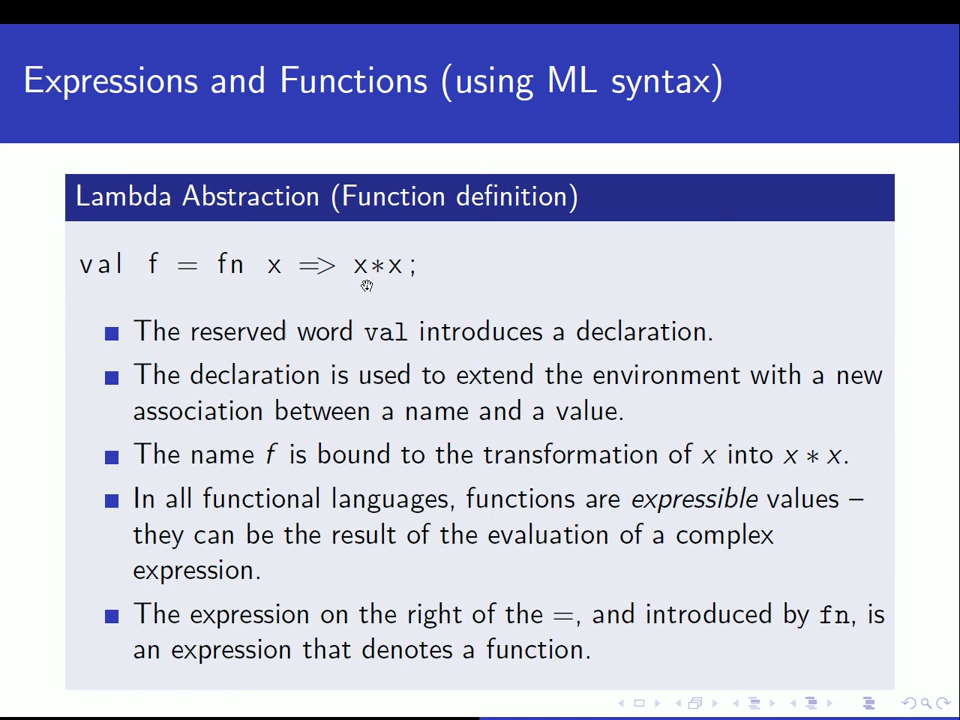 Expressions and Functions (using ML syntax)
Lambda Abstraction (Function definition)
val f = fn x => x*x;
The reserved word val introduces a declaration.
The declaration is used to extend the environment with a new
association between a name and a value.
The name f is bound to the transformation of x into x ∗ x.
In all functional languages, functions are expressible values –
they can be the result of the evaluation of a complex
expression.
The expression on the right of the =, and introduced by fn, is
an expression that denotes a function.